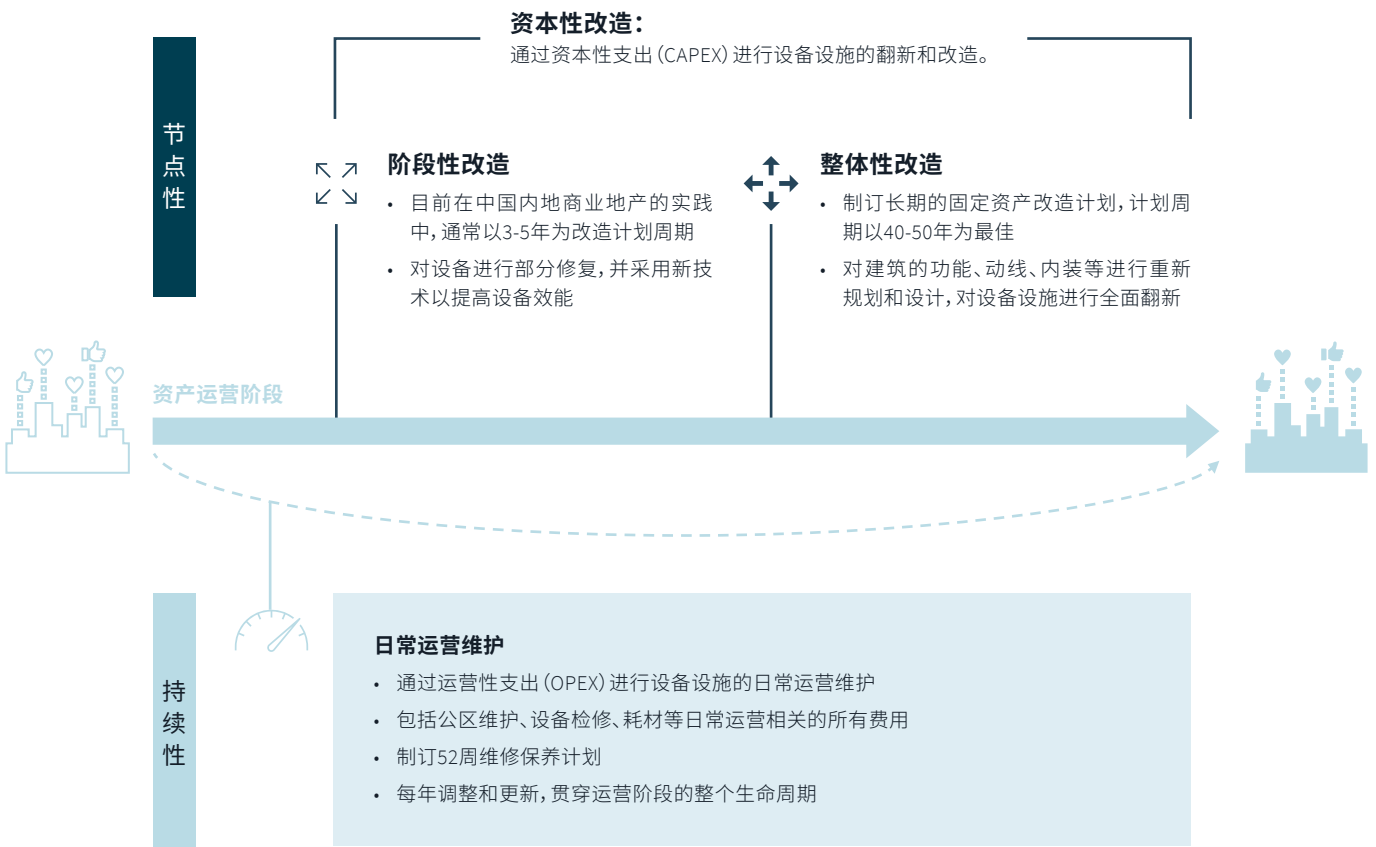 资本性改造：
通过资本性支出（CAPEX）进行设备设施的翻新和改造。
节点性
阶段性改造
• 目前在中国内地商业地产的实践
中，通常以3-5年为改造计划周期
• 对设备进行部分修复，并采用新技
术以提高设备效能
整体性改造
• 制订长期的固定资产改造计划，计划周
期以40-50年为最佳
• 对建筑的功能、动线、内装等进行重新
规划和设计，对设备设施进行全面翻新
资产运营阶段
持续性
日常运营维护
• 通过运营性支出（OPEX）进行设备设施的日常运营维护
• 包括公区维护、设备检修、耗材等日常运营相关的所有费用
• 制订52周维修保养计划
• 每年调整和更新，贯穿运营阶段的整个生命周期